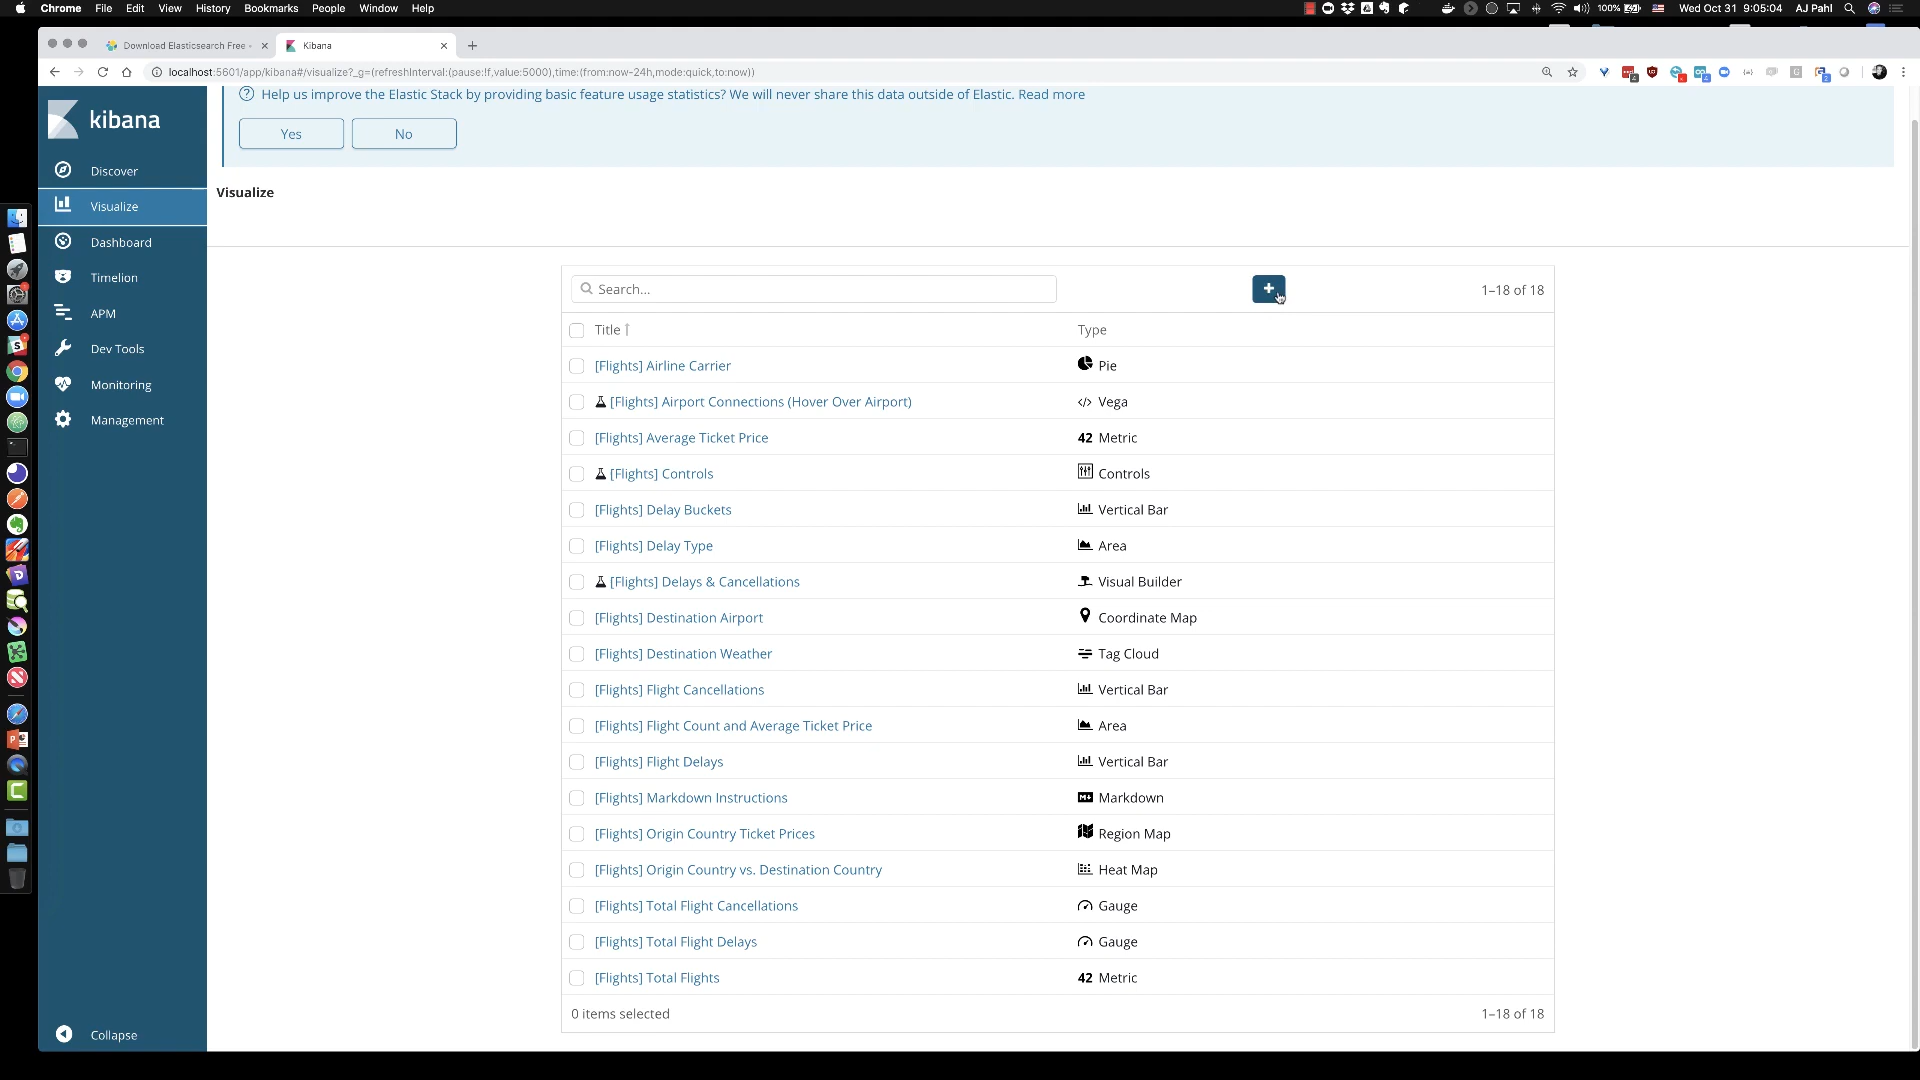 Chrome File Edit View History Bookmarks People Window Help 100% Wed Oct 31 9:05:04 AJ Pahl
Download Elasticsearch Free - Kibana
localhost:5601/app/kibana#/visualize?_g=(refreshInterval:(pause:!f,value:5000),time:(from:now-24h,mode:quick,to:now))
kibana
Discover
Visualize
Dashboard
Timelion
APM
Dev Tools
Monitoring
Management
Collapse
Help us improve the Elastic Stack by providing basic feature usage statistics? We will never share this data outside of Elastic. Read more
Yes No
Visualize
Search... + 1–18 of 18
Title Type
[Flights] Airline Carrier Pie
[Flights] Airport Connections (Hover Over Airport) </> Vega
[Flights] Average Ticket Price 42 Metric
[Flights] Controls Controls
[Flights] Delay Buckets Vertical Bar
[Flights] Delay Type Area
[Flights] Delays & Cancellations Visual Builder
[Flights] Destination Airport Coordinate Map
[Flights] Destination Weather Tag Cloud
[Flights] Flight Cancellations Vertical Bar
[Flights] Flight Count and Average Ticket Price Area
[Flights] Flight Delays Vertical Bar
[Flights] Markdown Instructions Markdown
[Flights] Origin Country Ticket Prices Region Map
[Flights] Origin Country vs. Destination Country Heat Map
[Flights] Total Flight Cancellations Gauge
[Flights] Total Flight Delays Gauge
[Flights] Total Flights 42 Metric
0 items selected 1–18 of 18